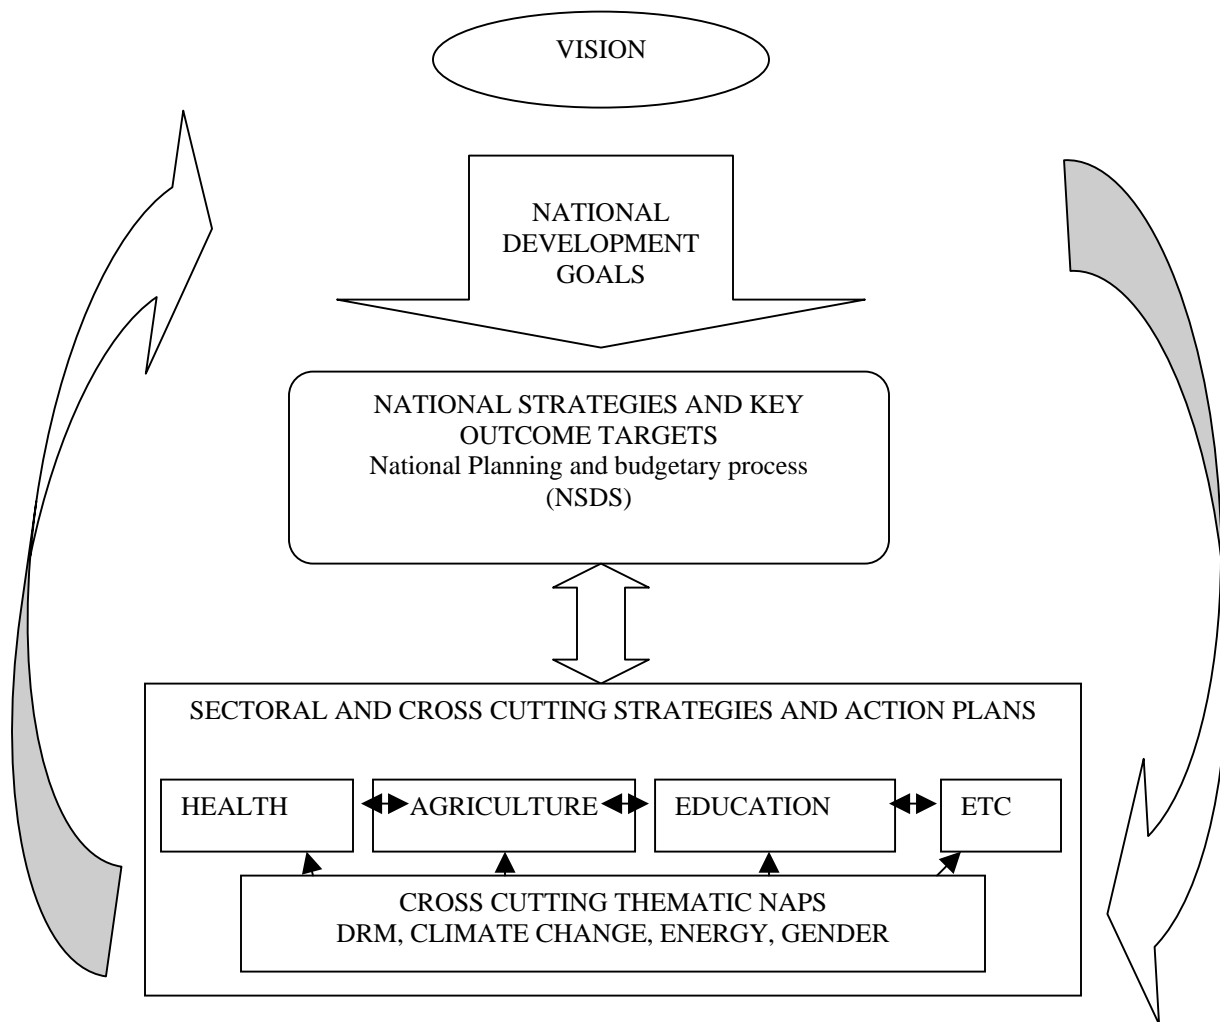 VISION
NATIONAL
DEVELOPMENT
GOALS
NATIONAL STRATEGIES AND KEY
OUTCOME TARGETS
National Planning and budgetary process
(NSDS)
SECTORAL AND CROSS CUTTING STRATEGIES AND ACTION PLANS
HEALTH
AGRICULTURE
EDUCATION
ETC
CROSS CUTTING THEMATIC NAPS
DRM, CLIMATE CHANGE, ENERGY, GENDER